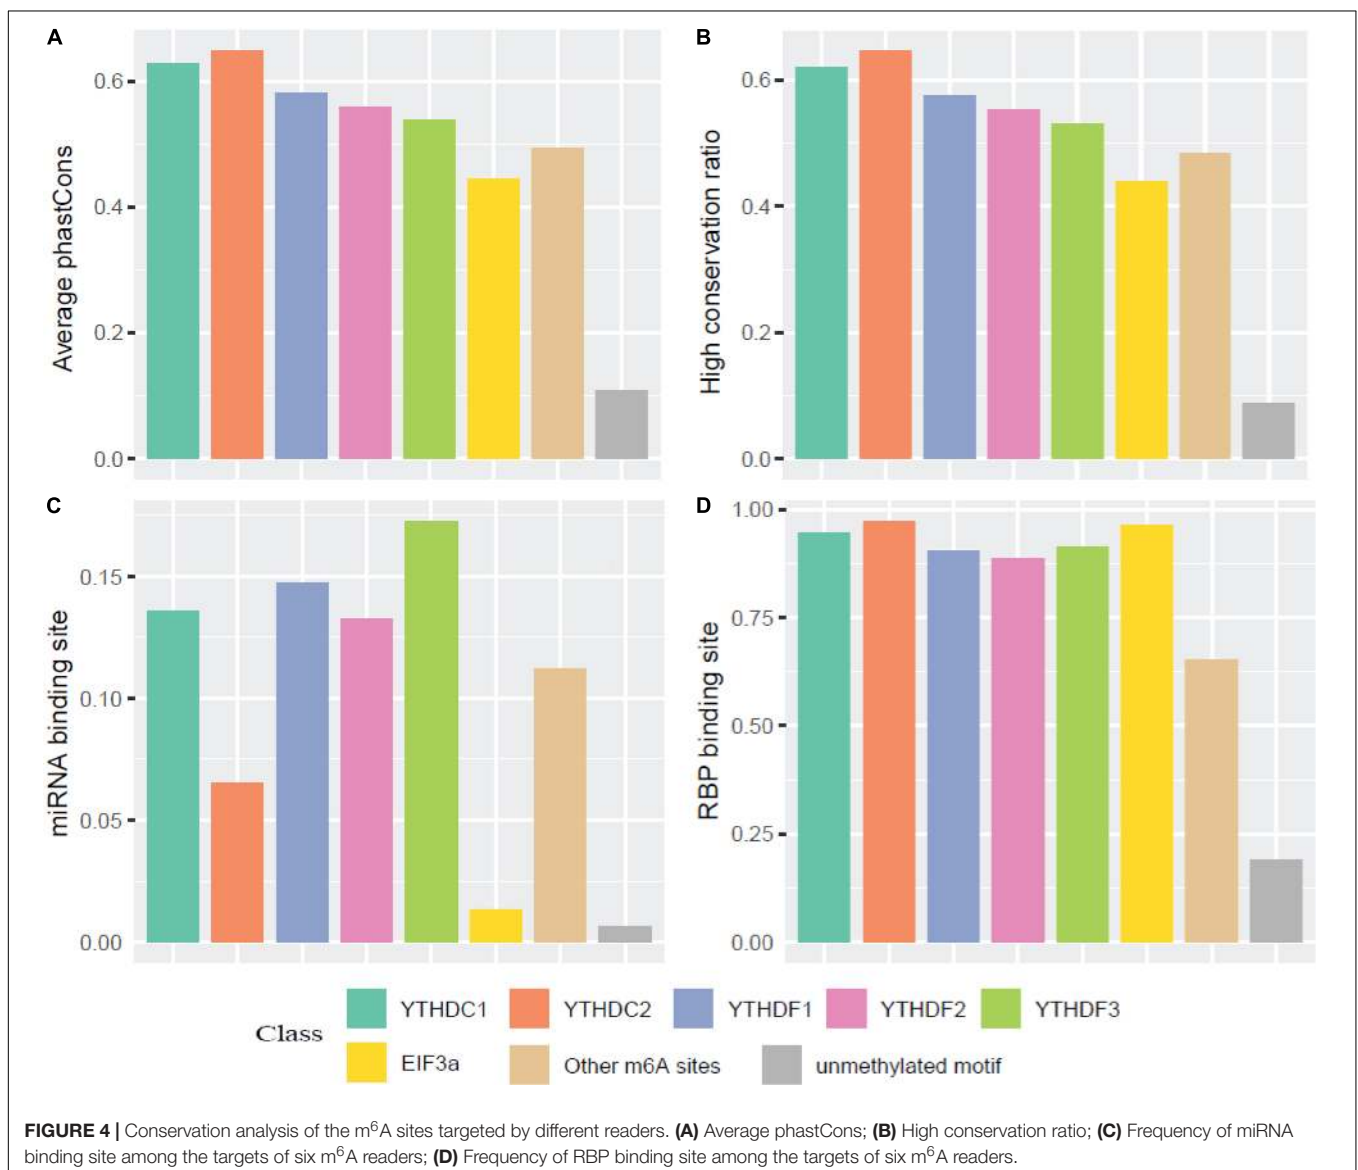 A
0.6
0.4
0.2
0.0
Average phastCons
B
0.6
0.4
0.2
0.0
High conservation ratio
C
0.15
0.10
0.05
0.00
miRNA binding site
D
1.00
0.75
0.50
0.25
0.00
RBP binding site
Class
YTHDC1 YTHDC2 YTHDF1 YTHDF2 YTHDF3
EIF3a Other m6A sites unmethylated motif
FIGURE 4 | Conservation analysis of the m⁶A sites targeted by different readers. (A) Average phastCons; (B) High conservation ratio; (C) Frequency of miRNA
binding site among the targets of six m⁶A readers; (D) Frequency of RBP binding site among the targets of six m⁶A readers.